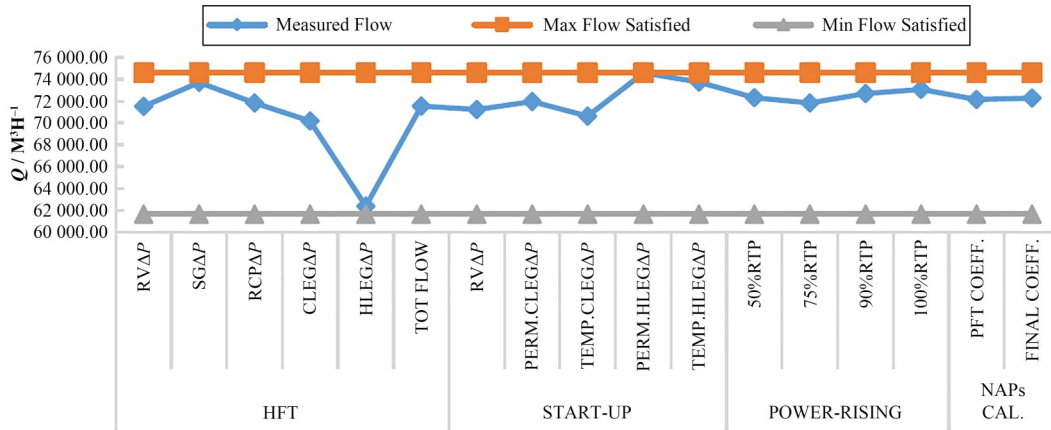 Measured Flow Max Flow Satisfied Min Flow Satisfied
Q / M³H⁻¹
76 000.00
74 000.00
72 000.00
70 000.00
68 000.00
66 000.00
64 000.00
62 000.00
60 000.00
RVΔP
SGΔP
RCPΔP
CLEGΔP
HLEGΔP
TOT FLOW
RVΔP
PERM.CLEGΔP
TEMP.CLEGΔP
PERM.HLEGΔP
TEMP.HLEGΔP
50%RTP
75%RTP
90%RTP
100%RTP
PFT COEFF.
FINAL COEFF.
HFT
START-UP
POWER-RISING
NAPs
CAL.